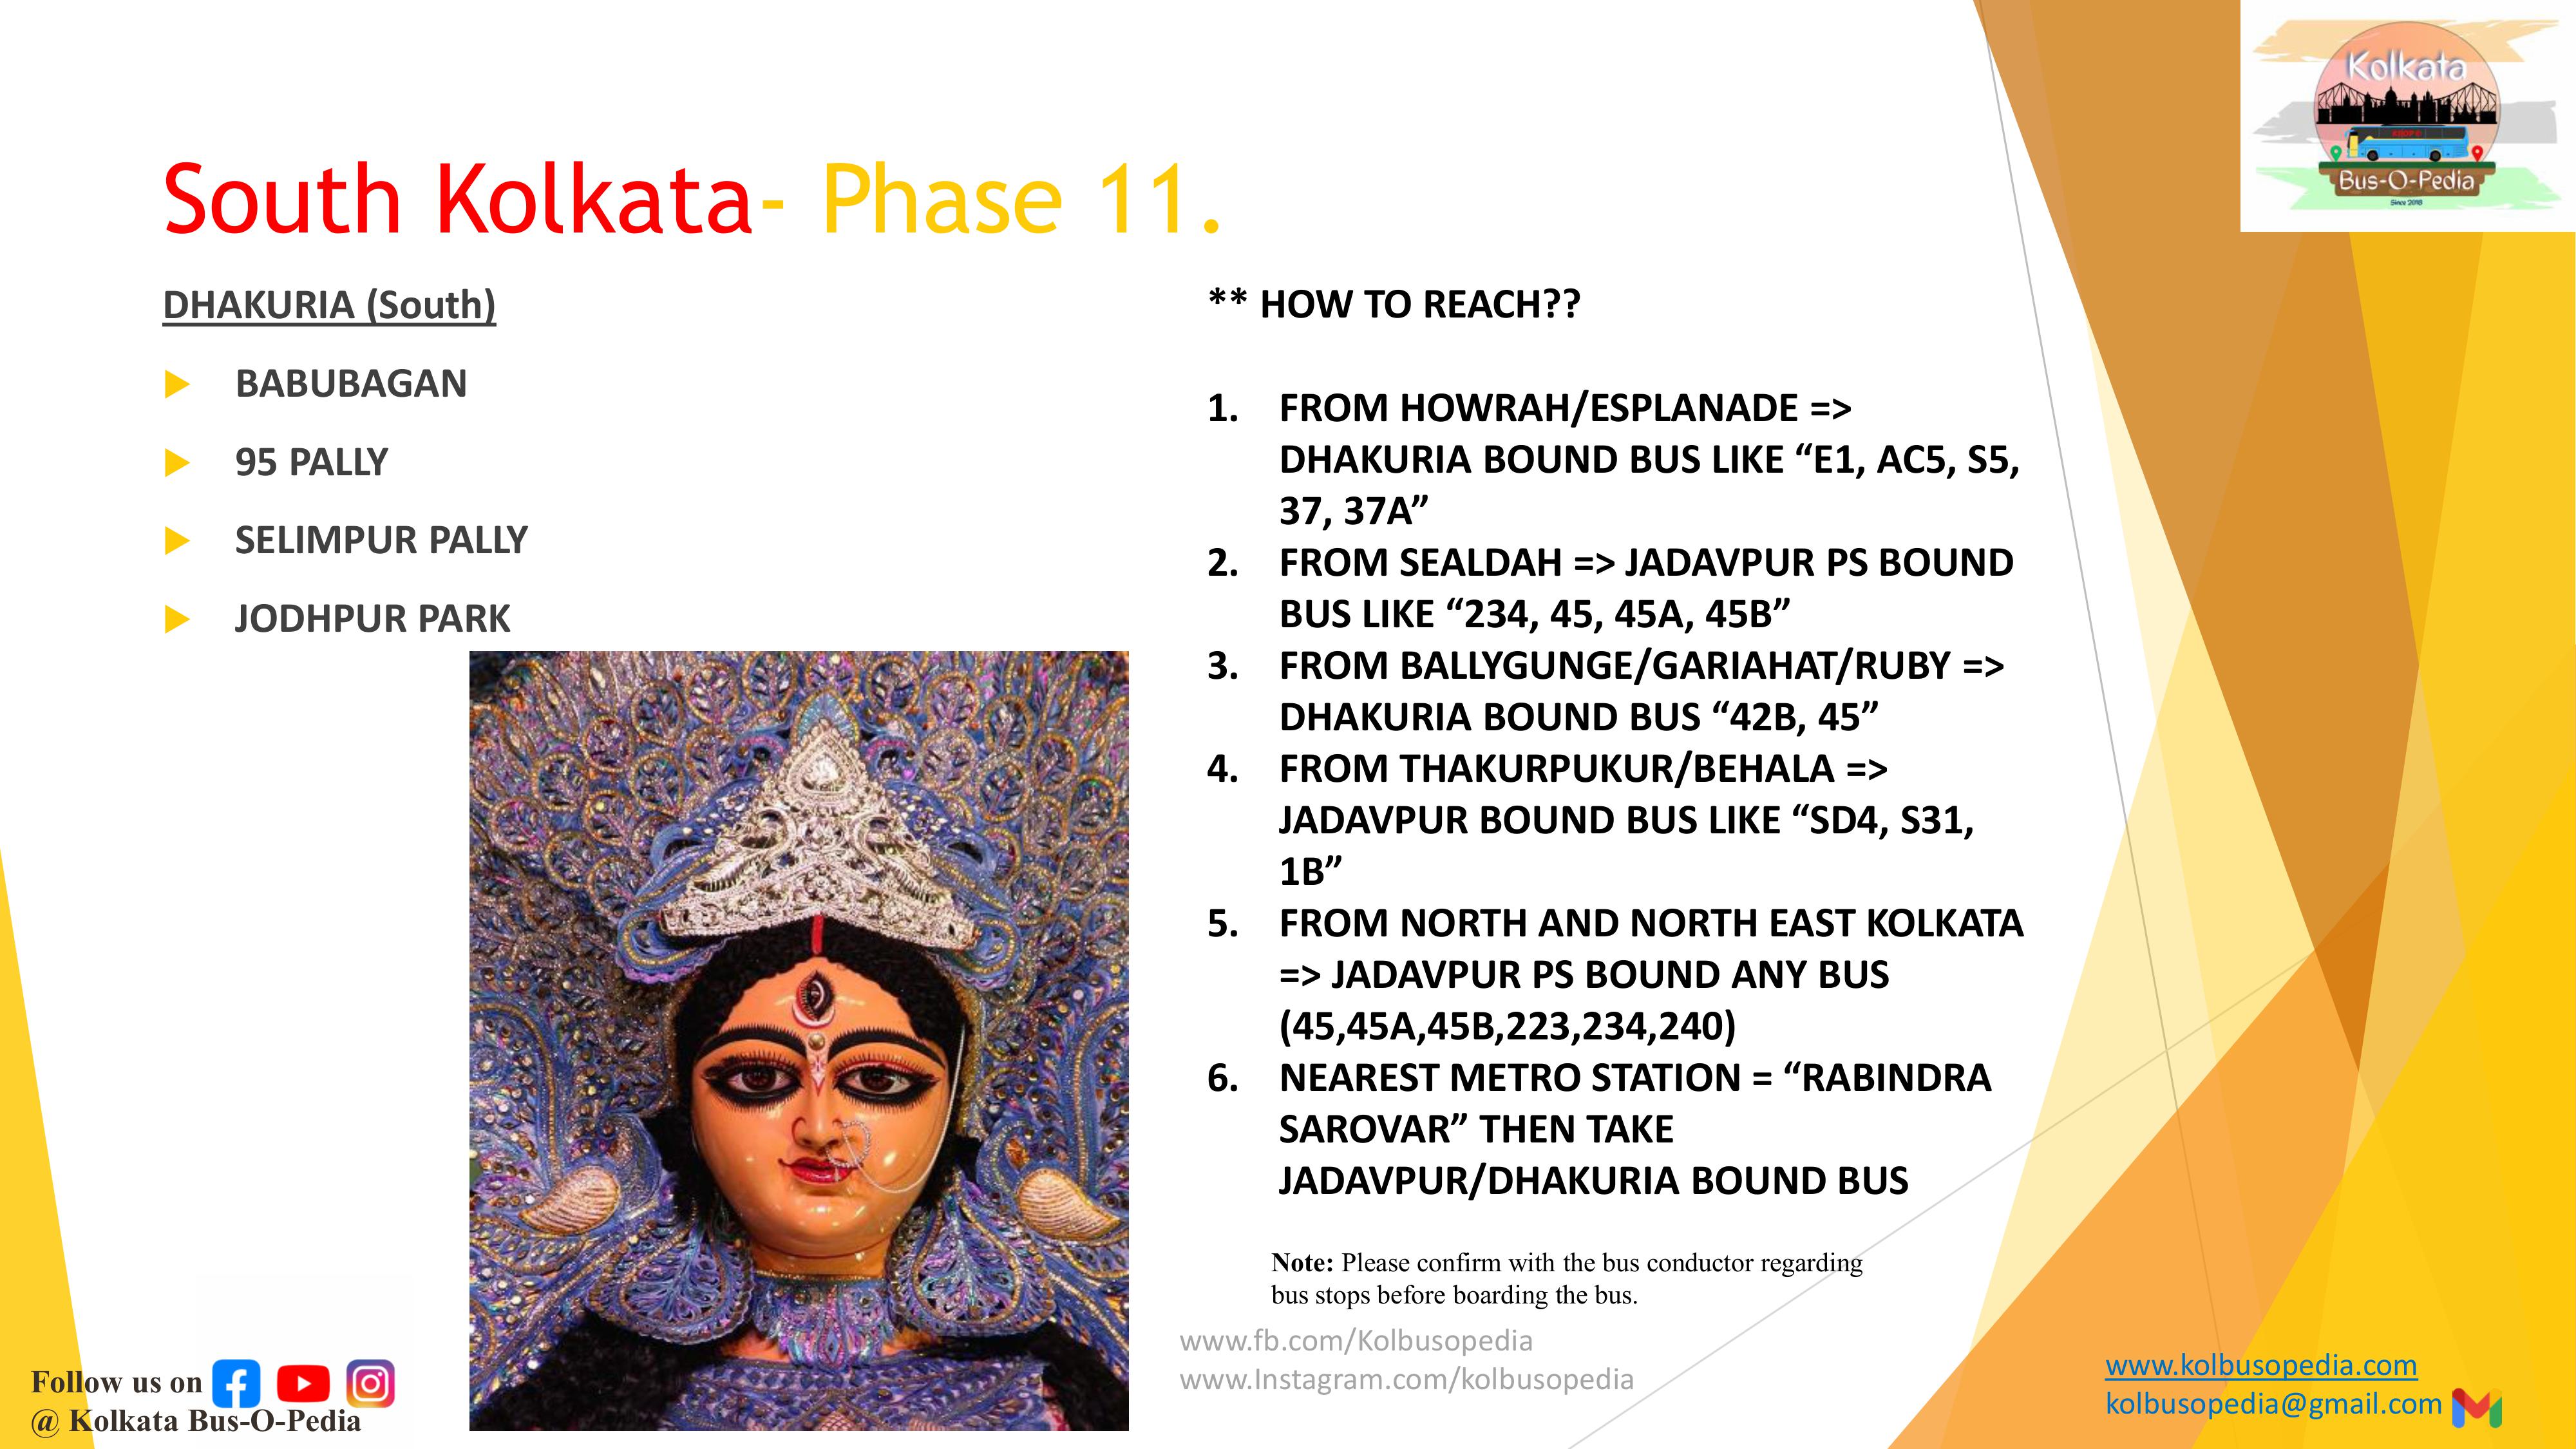 Kolkata
Bus-O-Pedia
Since 2018
South Kolkata- Phase 11.
DHAKURIA (South)
BABUBAGAN
95 PALLY
SELIMPUR PALLY
JODHPUR PARK
** HOW TO REACH??
1. FROM HOWRAH/ESPLANADE =>
DHAKURIA BOUND BUS LIKE “E1, AC5, S5,
37, 37A”
2. FROM SEALDAH => JADAVPUR PS BOUND
BUS LIKE “234, 45, 45A, 45B”
3. FROM BALLYGUNGE/GARIAHAT/RUBY =>
DHAKURIA BOUND BUS “42B, 45”
4. FROM THAKURPUKUR/BEHALA =>
JADAVPUR BOUND BUS LIKE “SD4, S31,
1B”
5. FROM NORTH AND NORTH EAST KOLKATA
=> JADAVPUR PS BOUND ANY BUS
(45,45A,45B,223,234,240)
6. NEAREST METRO STATION = “RABINDRA
SAROVAR” THEN TAKE
JADAVPUR/DHAKURIA BOUND BUS
Note: Please confirm with the bus conductor regarding
bus stops before boarding the bus.
www.fb.com/Kolbusopedia
www.Instagram.com/kolbusopedia
Follow us on
@ Kolkata Bus-O-Pedia
www.kolbusopedia.com
kolbusopedia@gmail.com